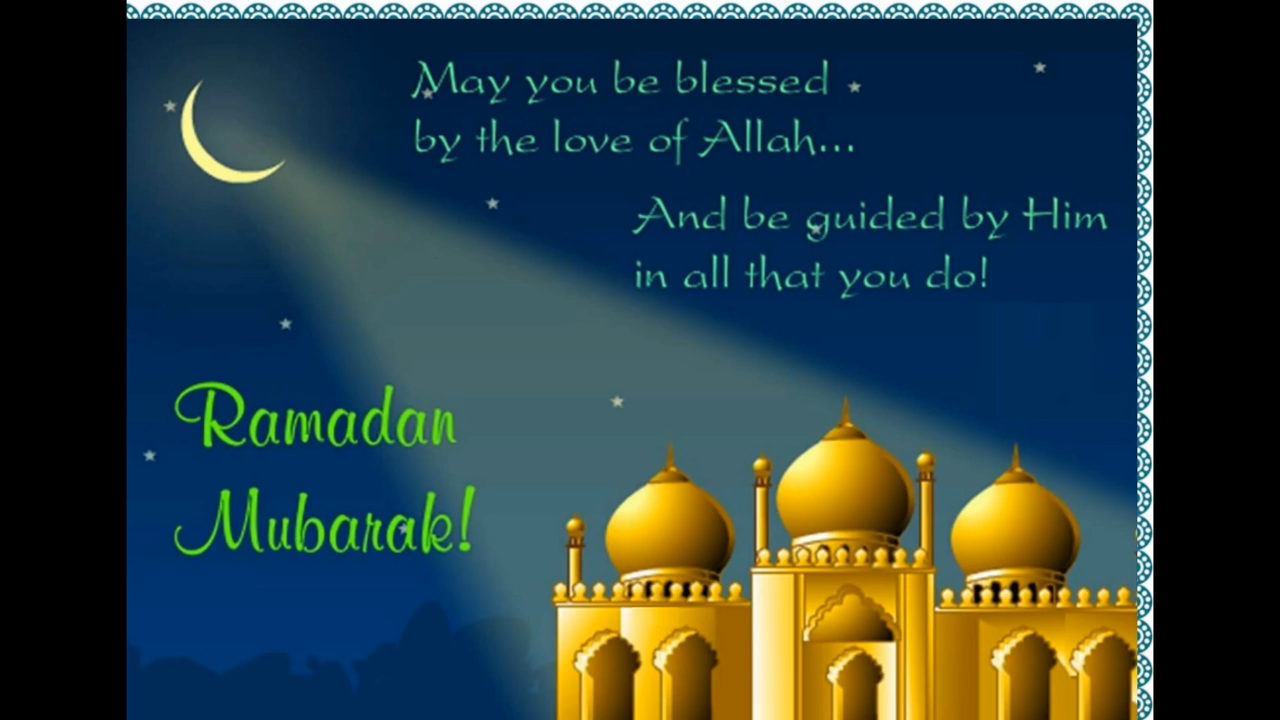 May you be blessed
by the love of Allah...
And be guided by Him
in all that you do!
Ramadan
Mubarak!